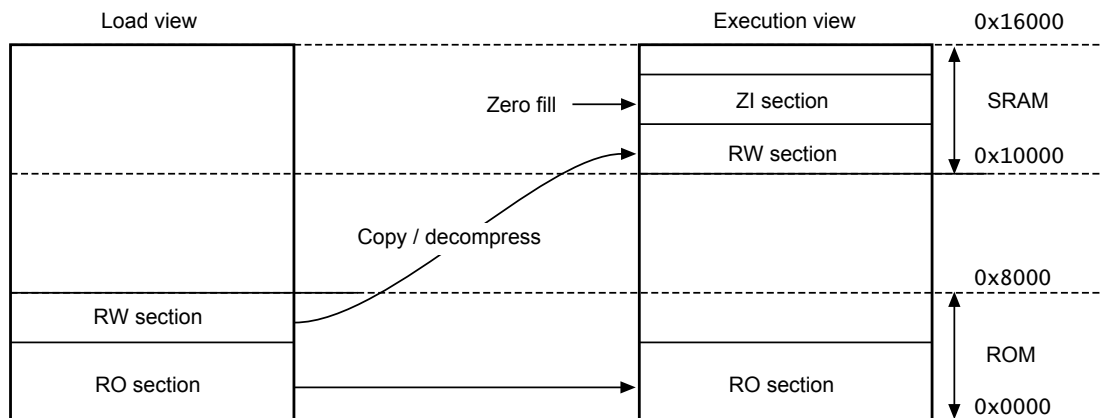 Load view
Execution view
0x16000
Zero fill
ZI section
SRAM
RW section
0x10000
Copy / decompress
0x8000
RW section
ROM
RO section
RO section
0x0000